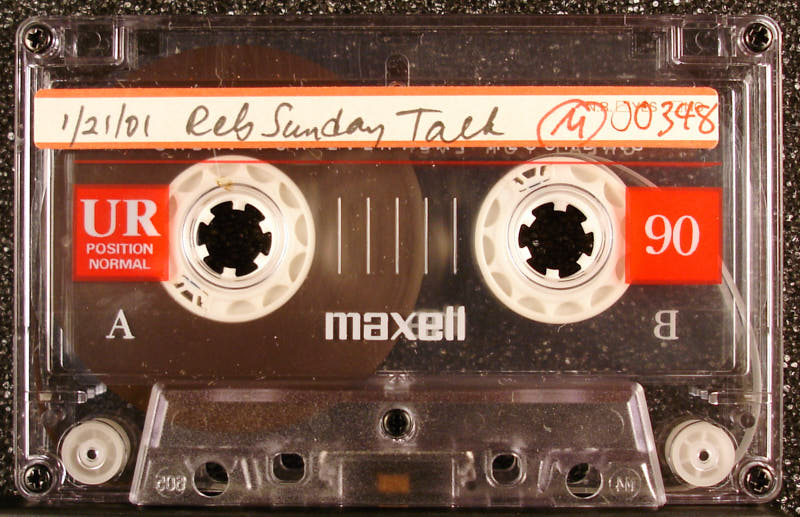 1/21/01 Reb Sunday Talk M 00348
UR
POSITION
NORMAL
90
A
maxell
B